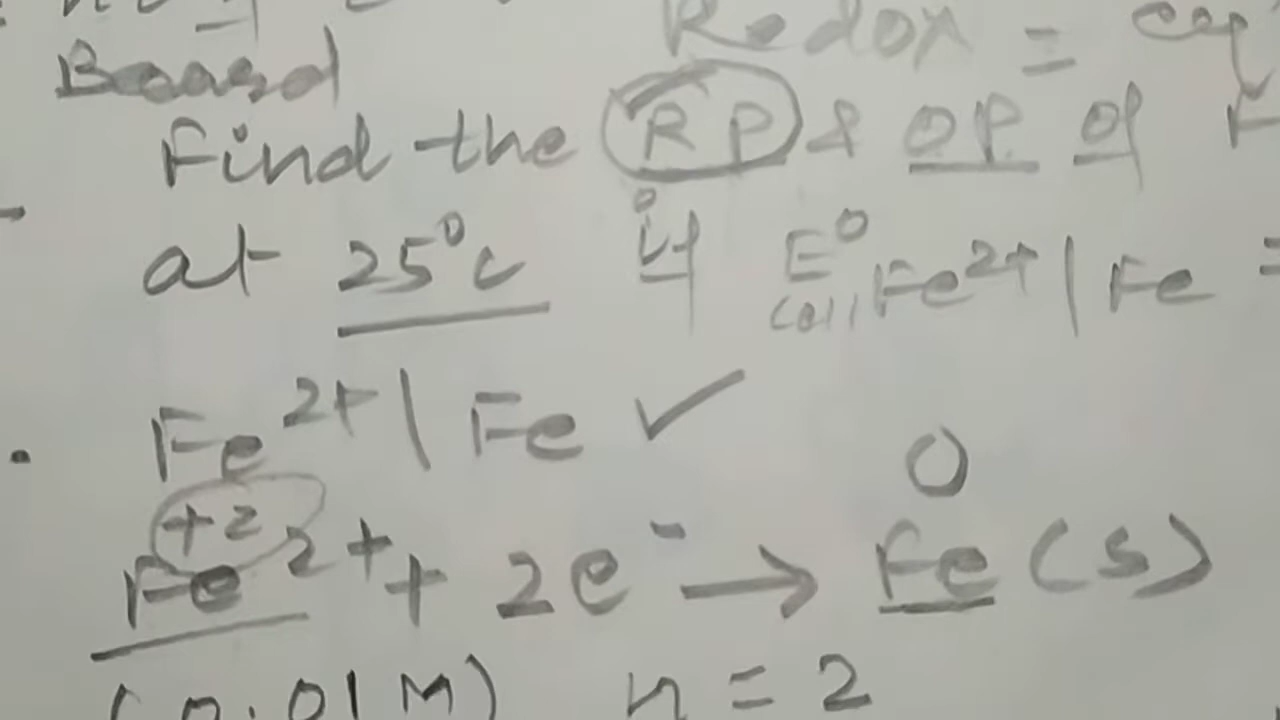 Redox =
Board
Find the RP & OP of
at 25°C if E° cell Fe²⁺ | Fe =
Fe²⁺ | Fe ✓
+2 0
Fe²⁺ + 2e⁻ → Fe (s)
(0.01 M) n = 2